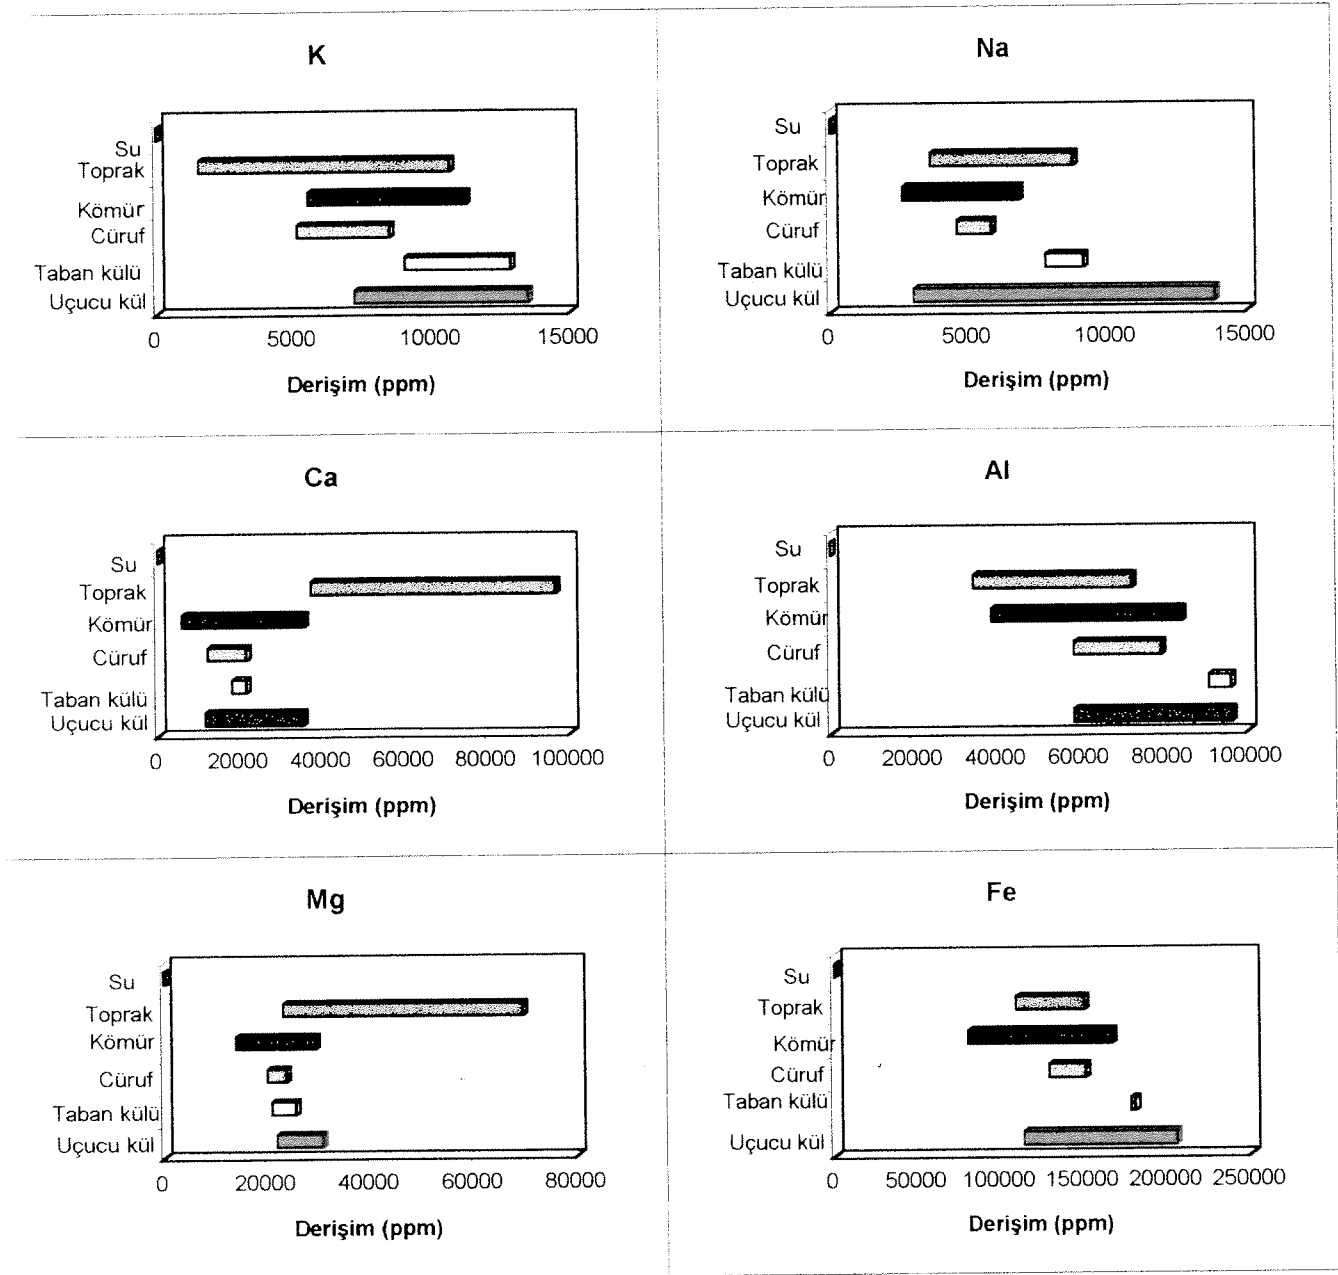 K
Su
Toprak
Kömür
Cüruf
Taban külü
Uçucu kül
0 5000 10000 15000
Derişim (ppm)
Na
Su
Toprak
Kömür
Cüruf
Taban külü
Uçucu kül
0 5000 10000 15000
Derişim (ppm)
Ca
Su
Toprak
Kömür
Cüruf
Taban külü
Uçucu kül
0 20000 40000 60000 80000 100000
Derişim (ppm)
Al
Su
Toprak
Kömür
Cüruf
Taban külü
Uçucu kül
0 20000 40000 60000 80000 100000
Derişim (ppm)
Mg
Su
Toprak
Kömür
Cüruf
Taban külü
Uçucu kül
0 20000 40000 60000 80000
Derişim (ppm)
Fe
Su
Toprak
Kömür
Cüruf
Taban külü
Uçucu kül
0 50000 100000 150000 200000 250000
Derişim (ppm)